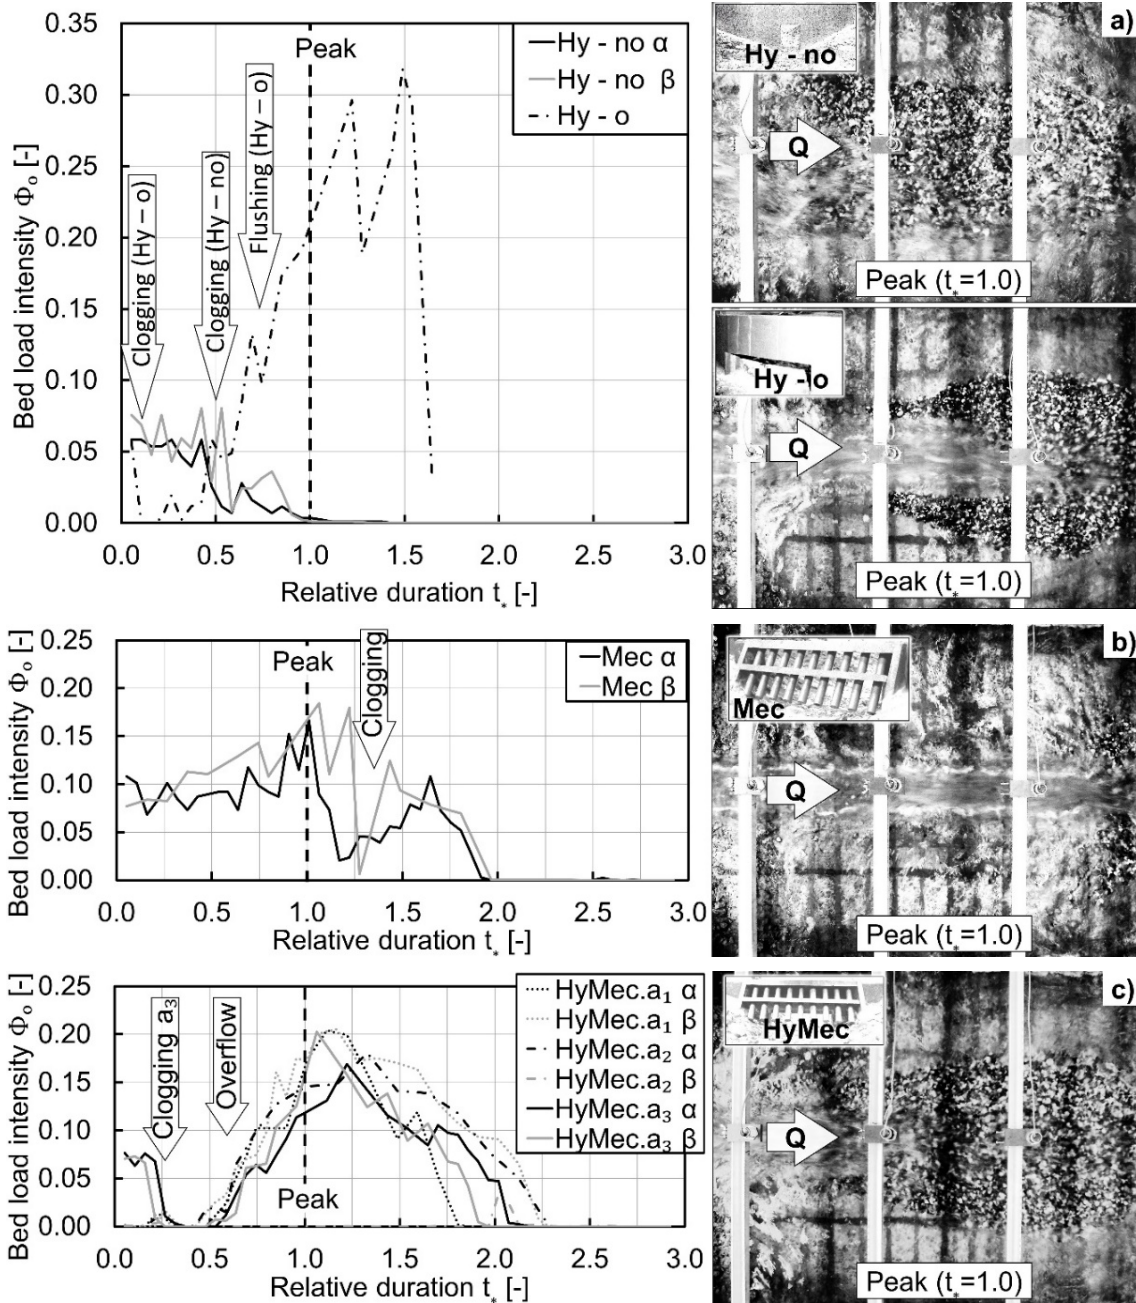 0.35
0.30
0.25
0.20
0.15
0.10
0.05
0.00
Bed load intensity Φₒ [-]
Clogging (Hy – o)
Clogging (Hy – no)
Flushing (Hy – o)
Peak
Hy - no α
Hy - no β
Hy - o
0.0 0.5 1.0 1.5 2.0 2.5 3.0
Relative duration t* [-]
a)
Hy - no
Q
Peak (t*=1.0)
Hy - o
Q
Peak (t*=1.0)
0.25
0.20
0.15
0.10
0.05
0.00
Bed load intensity Φₒ [-]
Peak
Clogging
Mec α
Mec β
0.0 0.5 1.0 1.5 2.0 2.5 3.0
Relative duration t* [-]
b)
Mec
Q
Peak (t*=1.0)
0.25
0.20
0.15
0.10
0.05
0.00
Bed load intensity Φₒ [-]
Clogging a₃
Overflow
Peak
HyMec.a₁ α
HyMec.a₁ β
HyMec.a₂ α
HyMec.a₂ β
HyMec.a₃ α
HyMec.a₃ β
0.0 0.5 1.0 1.5 2.0 2.5 3.0
Relative duration t* [-]
c)
HyMec
Q
Peak (t*=1.0)